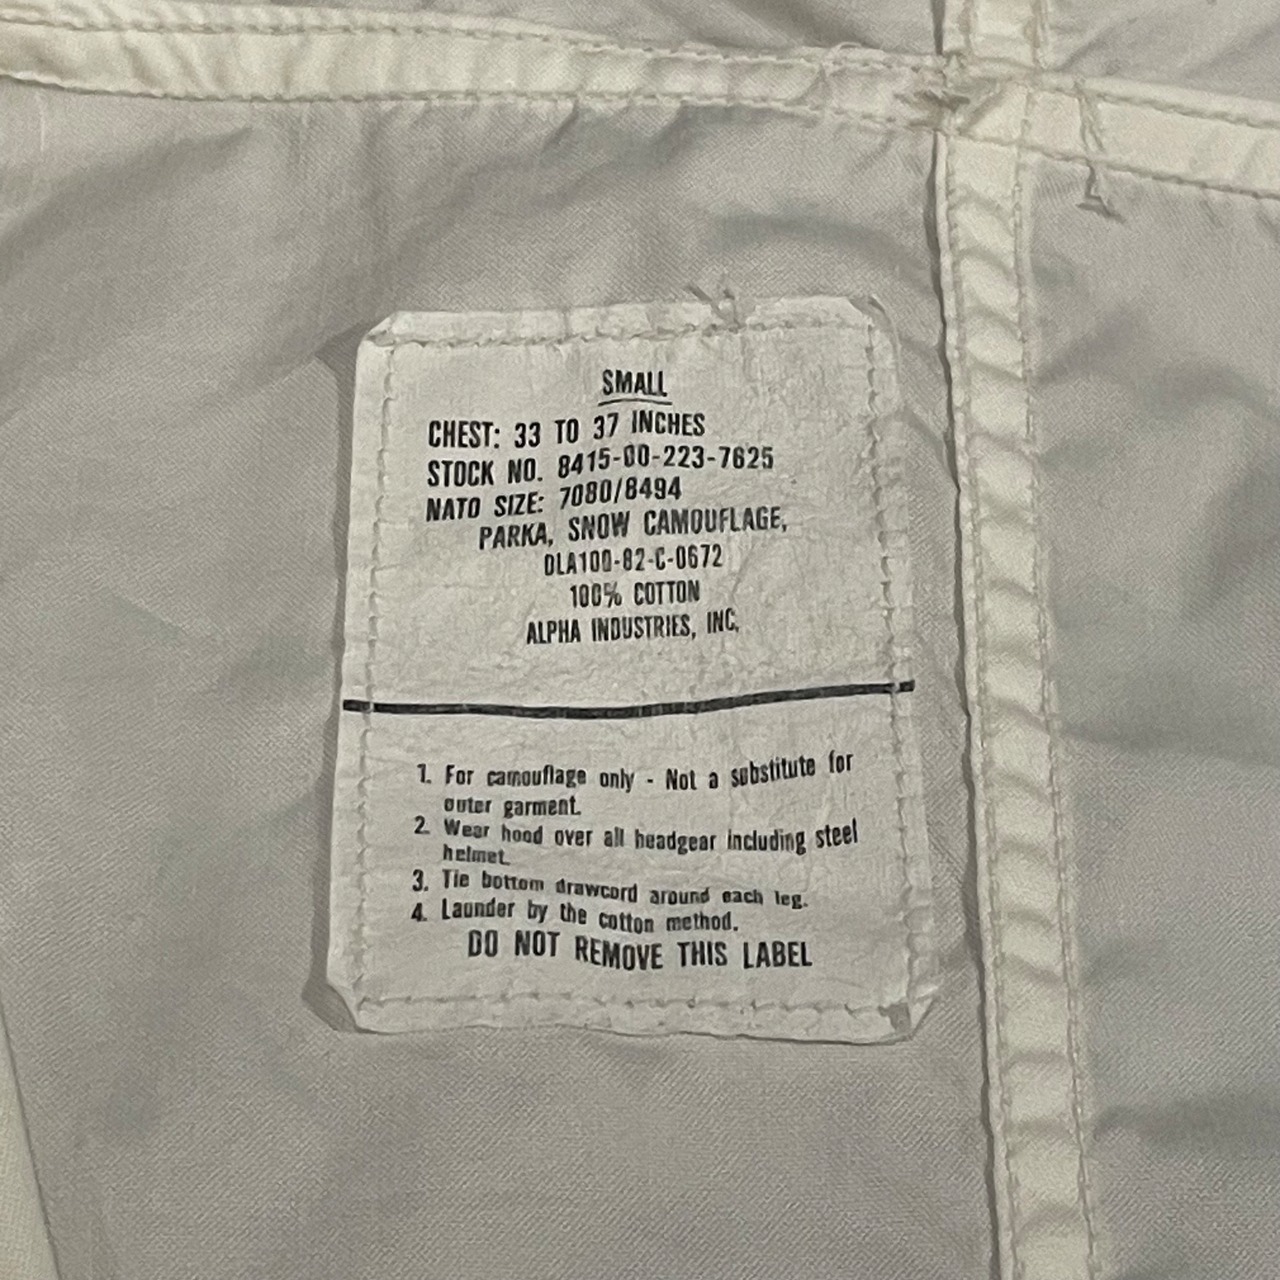 SMALL
CHEST: 33 TO 37 INCHES
STOCK NO. 8415-00-223-7625
NATO SIZE: 7080/8494
PARKA, SNOW CAMOUFLAGE,
DLA100-82-C-0672
100% COTTON
ALPHA INDUSTRIES, INC.
1. For camouflage only - Not a substitute for
outer garment.
2. Wear hood over all headgear including steel
helmet.
3. Tie bottom drawcord around each leg.
4. Launder by the cotton method.
DO NOT REMOVE THIS LABEL